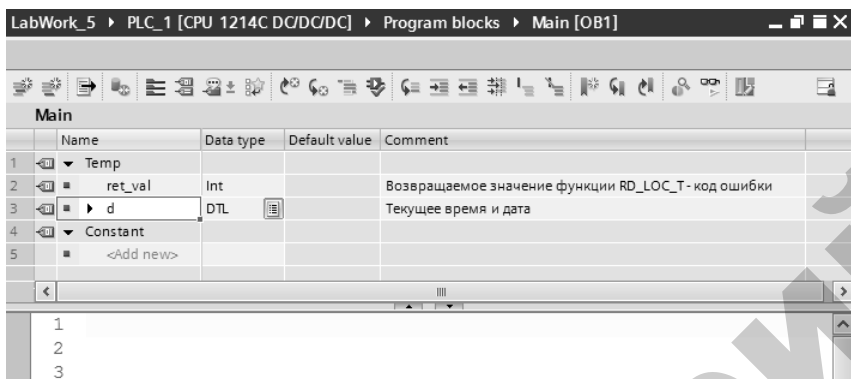 LabWork_5 ▸ PLC_1 [CPU 1214C DC/DC/DC] ▸ Program blocks ▸ Main [OB1]
Main
Name Data type Default value Comment
1 Temp
2 ret_val Int Возвращаемое значение функции RD_LOC_T - код ошибки
3 d DTL Текущее время и дата
4 Constant
5 <Add new>
1
2
3